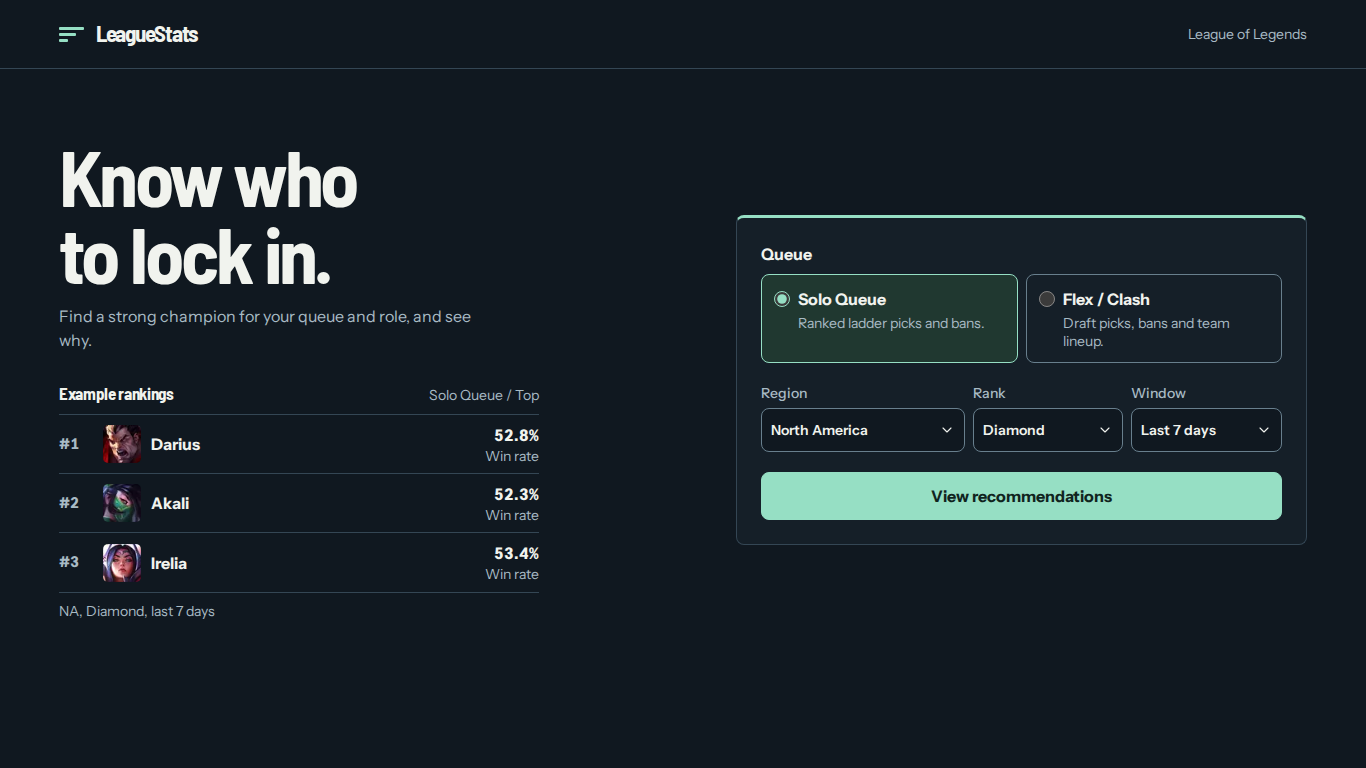 LeagueStats
League of Legends
Know who
to lock in.
Find a strong champion for your queue and role, and see
why.
Example rankings
Solo Queue / Top
#1
Darius
52.8%
Win rate
#2
Akali
52.3%
Win rate
#3
Irelia
53.4%
Win rate
NA, Diamond, last 7 days
Queue
Solo Queue
Ranked ladder picks and bans.
Flex / Clash
Draft picks, bans and team
lineup.
Region
Rank
Window
North America
Diamond
Last 7 days
View recommendations